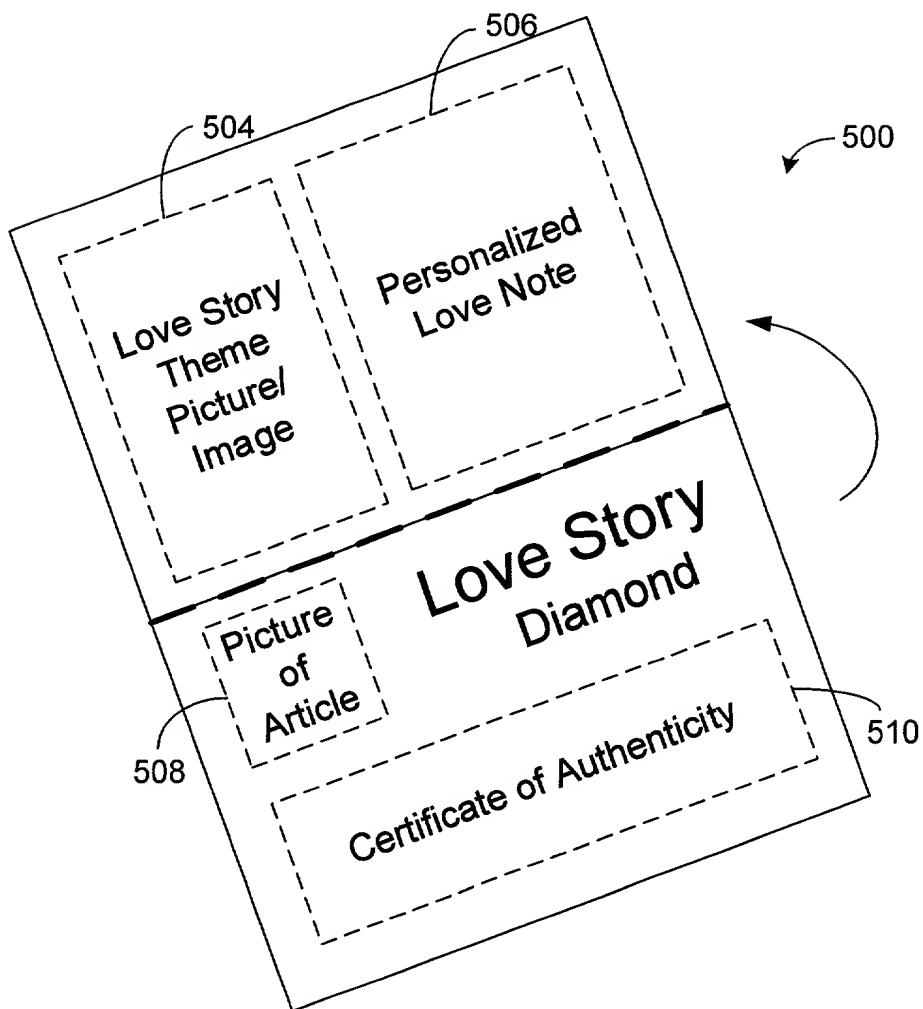 506
504
500
Love Story
Theme
Picture/
Image
Personalized
Love Note
Love Story
Diamond
Picture
of
Article
508
Certificate of Authenticity
510